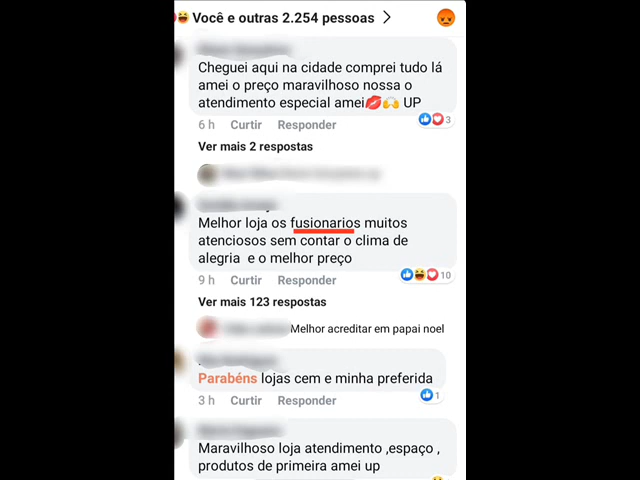 Você e outras 2.254 pessoas
Cheguei aqui na cidade comprei tudo lá
amei o preço maravilhoso nossa o
atendimento especial amei💋🙌 UP
6 h Curtir Responder
3
Ver mais 2 respostas
Melhor loja os fusionarios muitos
atenciosos sem contar o clima de
alegria e o melhor preço
9 h Curtir Responder
10
Ver mais 123 respostas
Melhor acreditar em papai noel
Parabéns lojas cem e minha preferida
3 h Curtir Responder
1
Maravilhoso loja atendimento ,espaço ,
produtos de primeira amei up